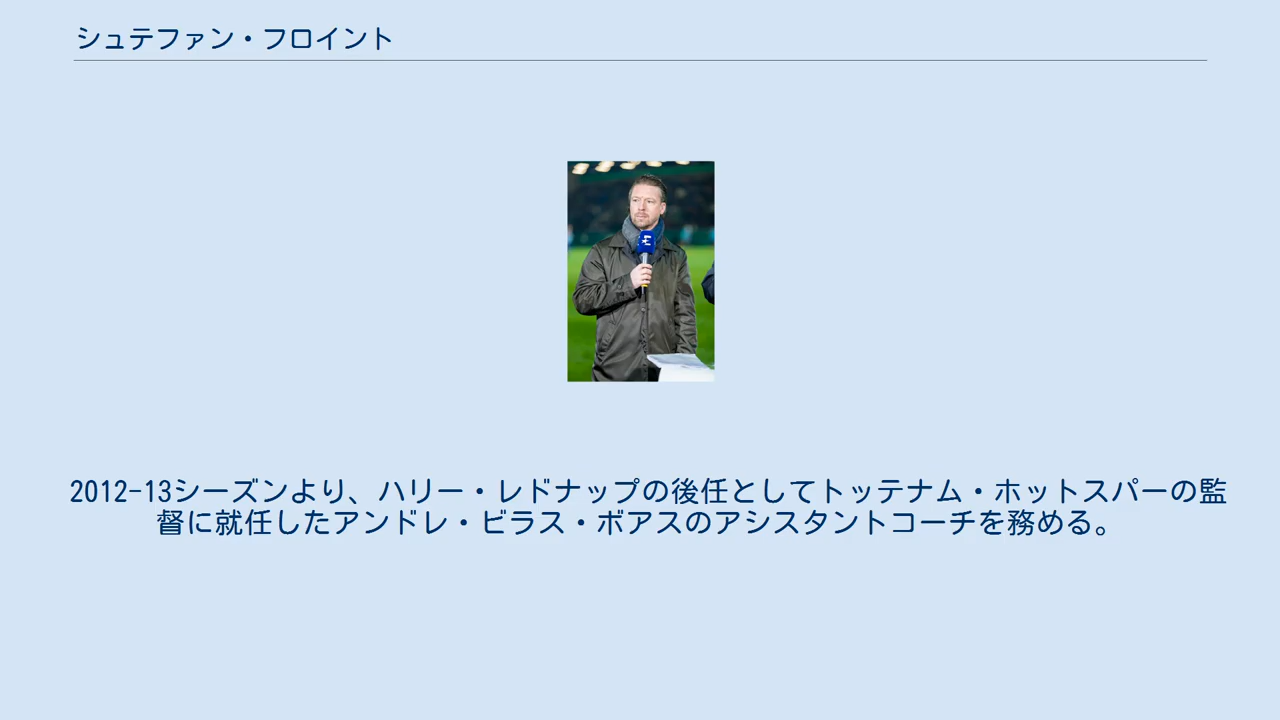 シュテファン・フロイント
2012-13シーズンより、ハリー・レドナップの後任としてトッテナム・ホットスパーの監
督に就任したアンドレ・ビラス・ボアスのアシスタントコーチを務める。